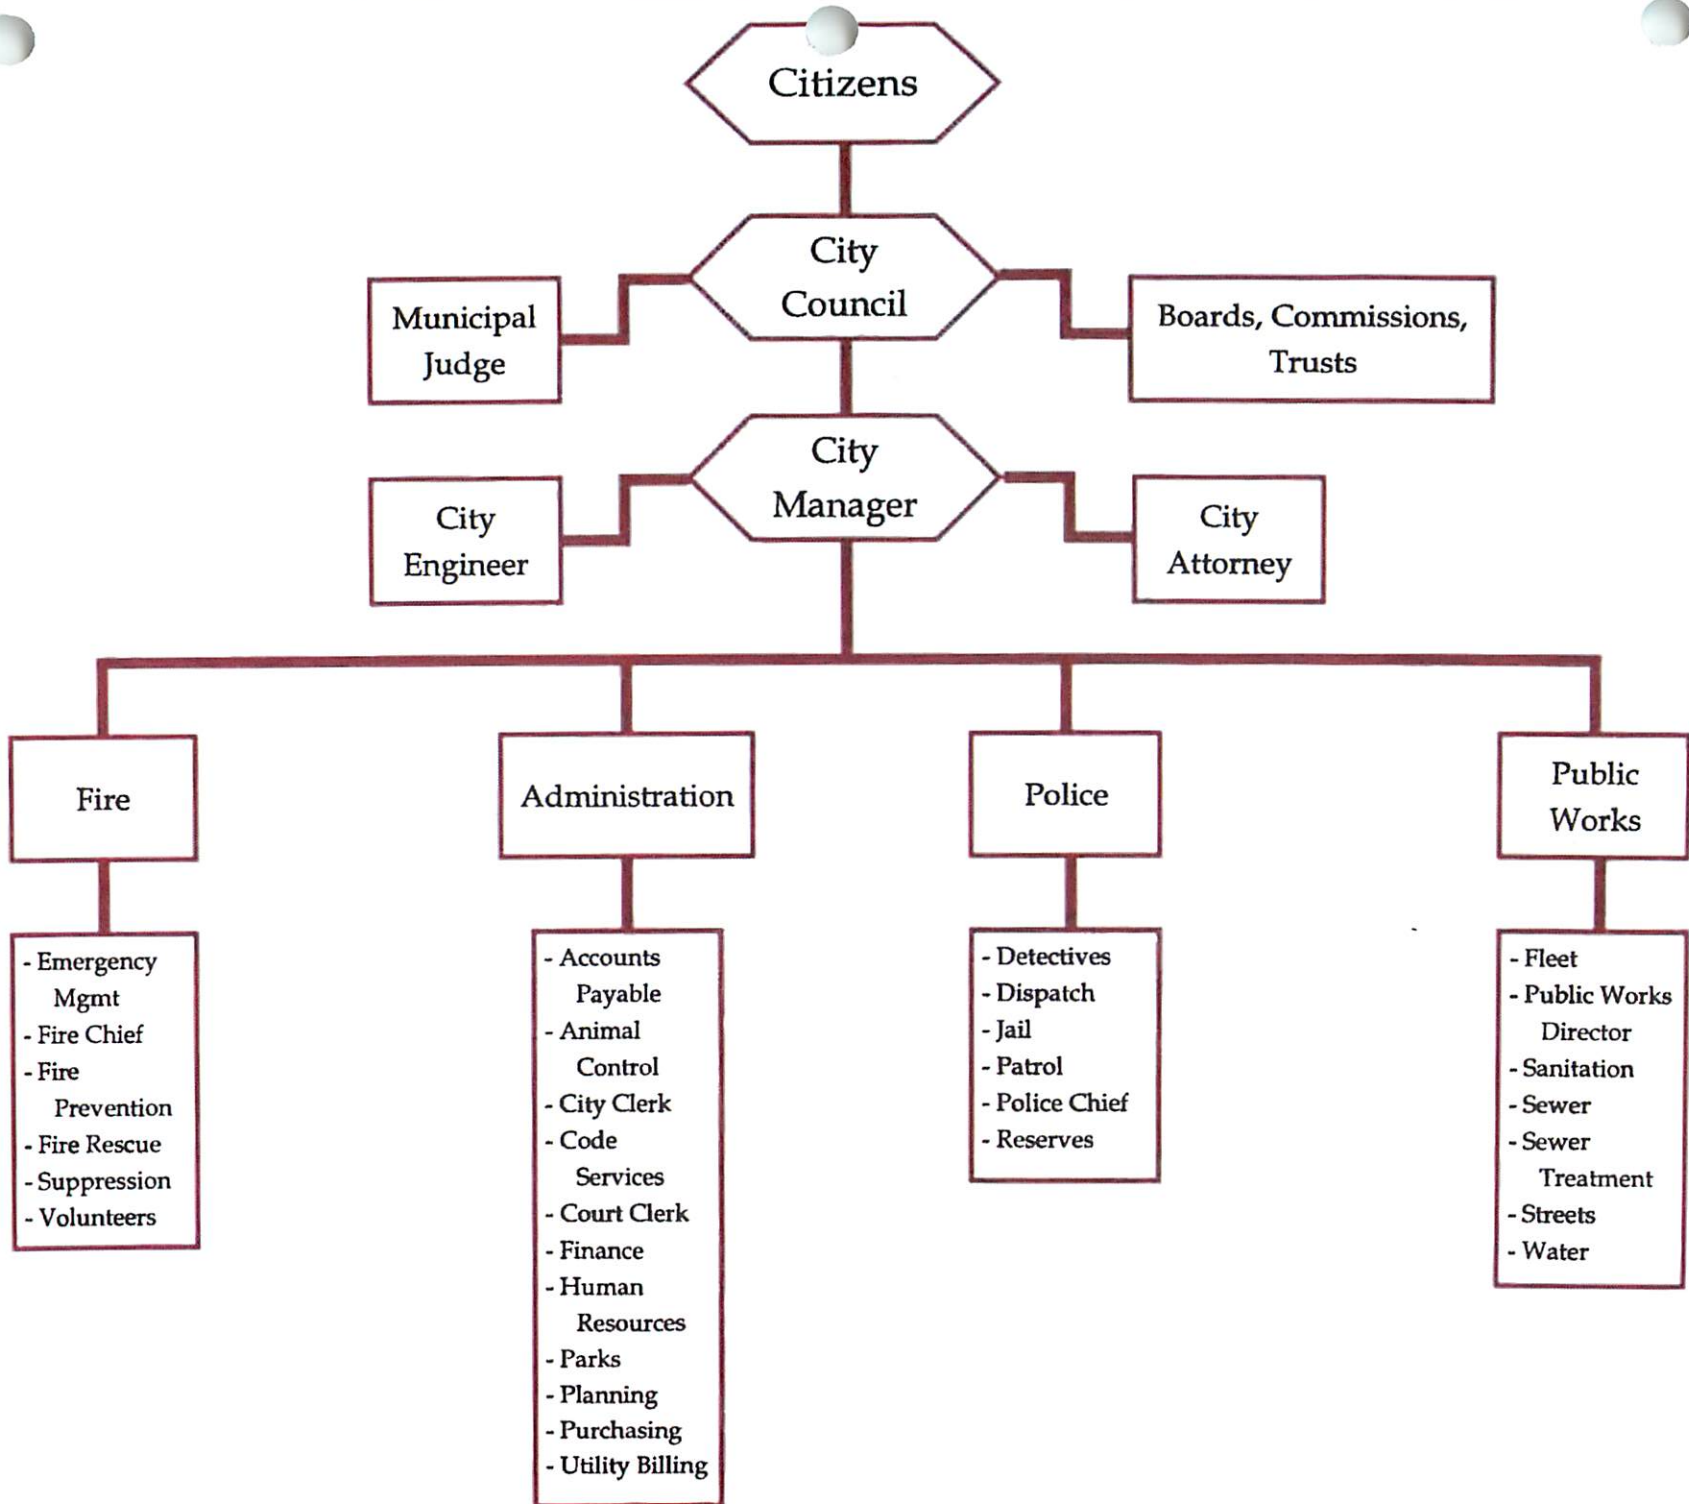 Citizens
City
Council
Municipal
Judge
Boards, Commissions,
Trusts
City
Manager
City
Engineer
City
Attorney
Fire
Administration
Police
Public
Works
- Emergency
Mgmt
- Fire Chief
- Fire
Prevention
- Fire Rescue
- Suppression
- Volunteers
- Accounts
Payable
- Animal
Control
- City Clerk
- Code
Services
- Court Clerk
- Finance
- Human
Resources
- Parks
- Planning
- Purchasing
- Utility Billing
- Detectives
- Dispatch
- Jail
- Patrol
- Police Chief
- Reserves
- Fleet
- Public Works
Director
- Sanitation
- Sewer
- Sewer
Treatment
- Streets
- Water